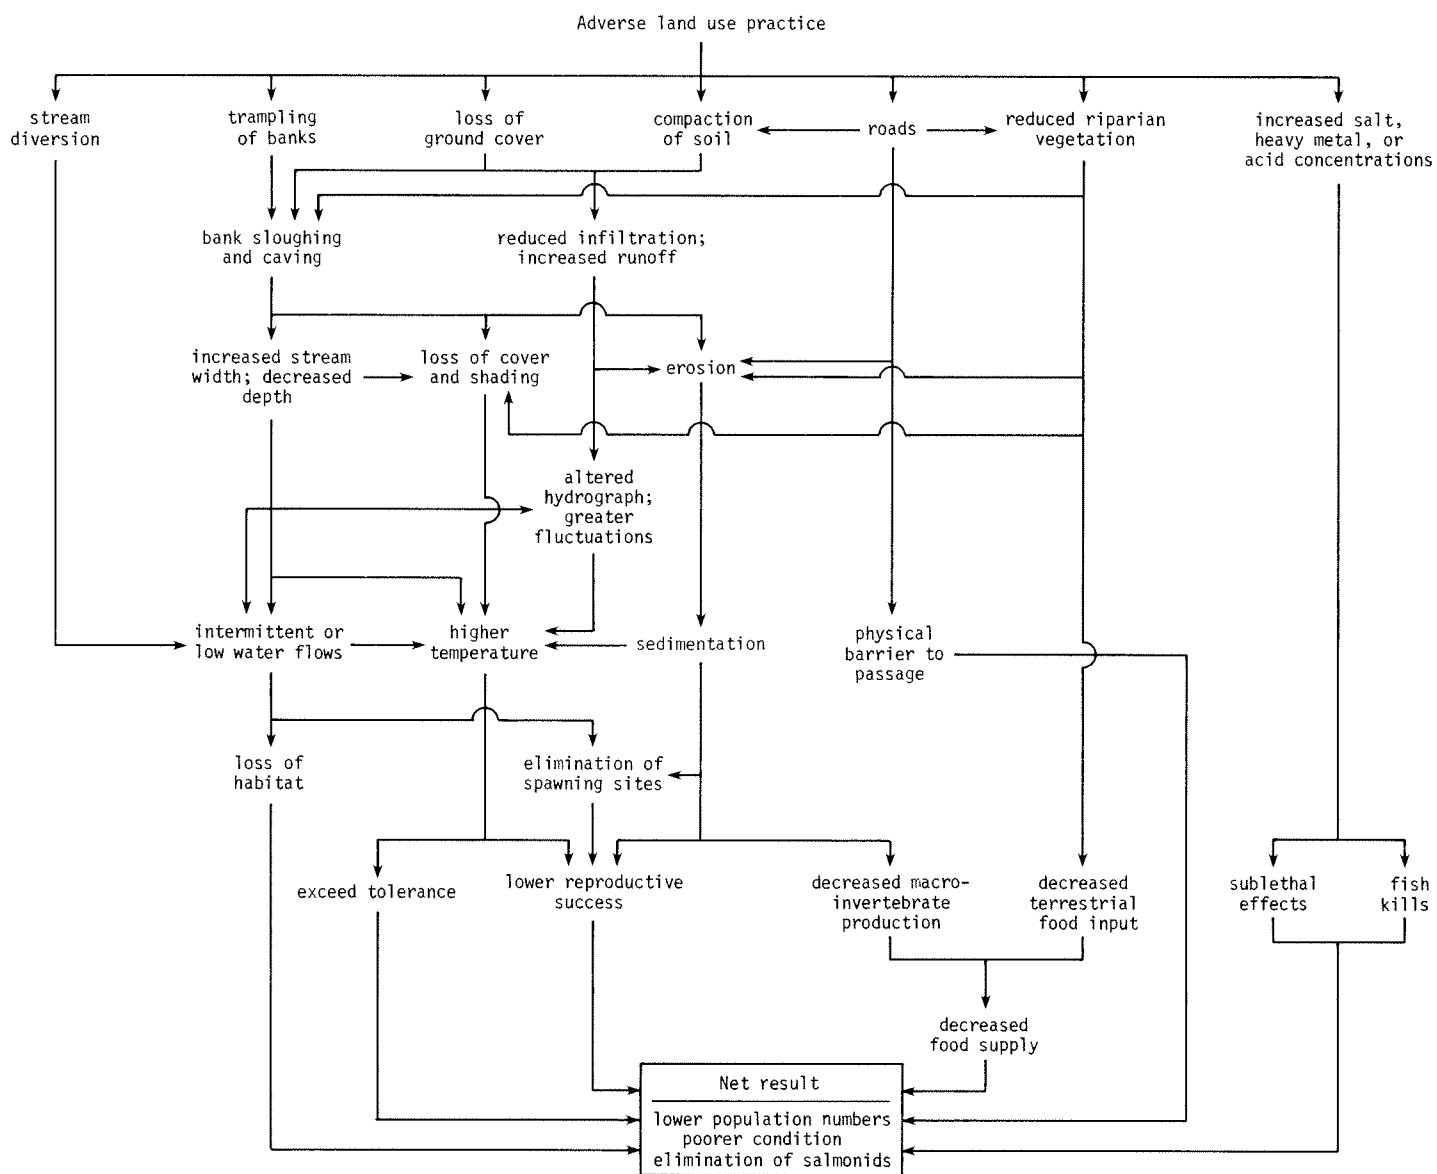 Adverse land use practice
stream
diversion
trampling
of banks
loss of
ground cover
compaction
of soil
roads
reduced riparian
vegetation
increased salt,
heavy metal, or
acid concentrations
bank sloughing
and caving
reduced infiltration;
increased runoff
increased stream
width; decreased
depth
loss of cover
and shading
erosion
altered
hydrograph;
greater
fluctuations
intermittent or
low water flows
higher
temperature
sedimentation
physical
barrier to
passage
loss of
habitat
elimination of
spawning sites
exceed tolerance
lower reproductive
success
decreased macro-
invertebrate
production
decreased
terrestrial
food input
sublethal
effects
fish
kills
decreased
food supply
Net result
lower population numbers
poorer condition
elimination of salmonids